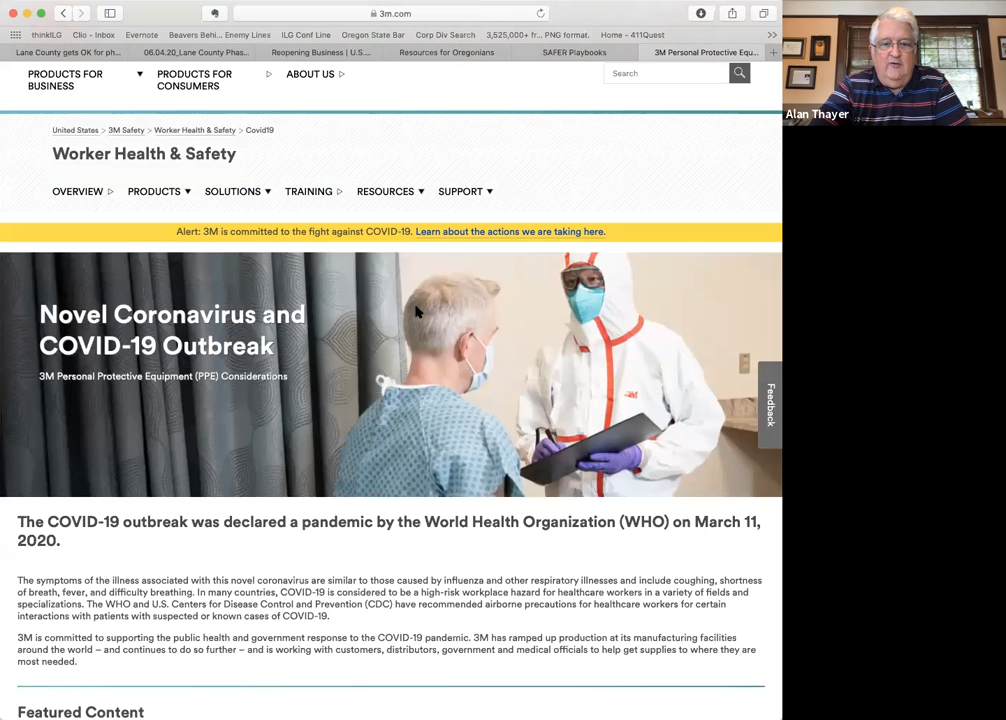 3m.com
thinkILG Clio - Inbox Evernote Beavers Behi... Enemy Lines ILG Conf Line Oregon State Bar Corp Div Search 3,525,000+ fr... PNG format. Home - 411Quest
Lane County gets OK for ph... 06.04.20_Lane County Phas... Reopening Business | U.S.... Resources for Oregonians SAFER Playbooks 3M Personal Protective Equ...
PRODUCTS FOR BUSINESS
PRODUCTS FOR CONSUMERS
ABOUT US
Search
United States > 3M Safety > Worker Health & Safety > Covid19
Worker Health & Safety
OVERVIEW PRODUCTS SOLUTIONS TRAINING RESOURCES SUPPORT
Alert: 3M is committed to the fight against COVID-19. Learn about the actions we are taking here.
Novel Coronavirus and
COVID-19 Outbreak
3M Personal Protective Equipment (PPE) Considerations
3M
Feedback
The COVID-19 outbreak was declared a pandemic by the World Health Organization (WHO) on March 11,
2020.
The symptoms of the illness associated with this novel coronavirus are similar to those caused by influenza and other respiratory illnesses and include coughing, shortness
of breath, fever, and difficulty breathing. In many countries, COVID-19 is considered to be a high-risk workplace hazard for healthcare workers in a variety of fields and
specializations. The WHO and U.S. Centers for Disease Control and Prevention (CDC) have recommended airborne precautions for healthcare workers for certain
interactions with patients with suspected or known cases of COVID-19.
3M is committed to supporting the public health and government response to the COVID-19 pandemic. 3M has ramped up production at its manufacturing facilities
around the world – and continues to do so further – and is working with customers, distributors, government and medical officials to help get supplies to where they are
most needed.
Featured Content
Alan Thayer